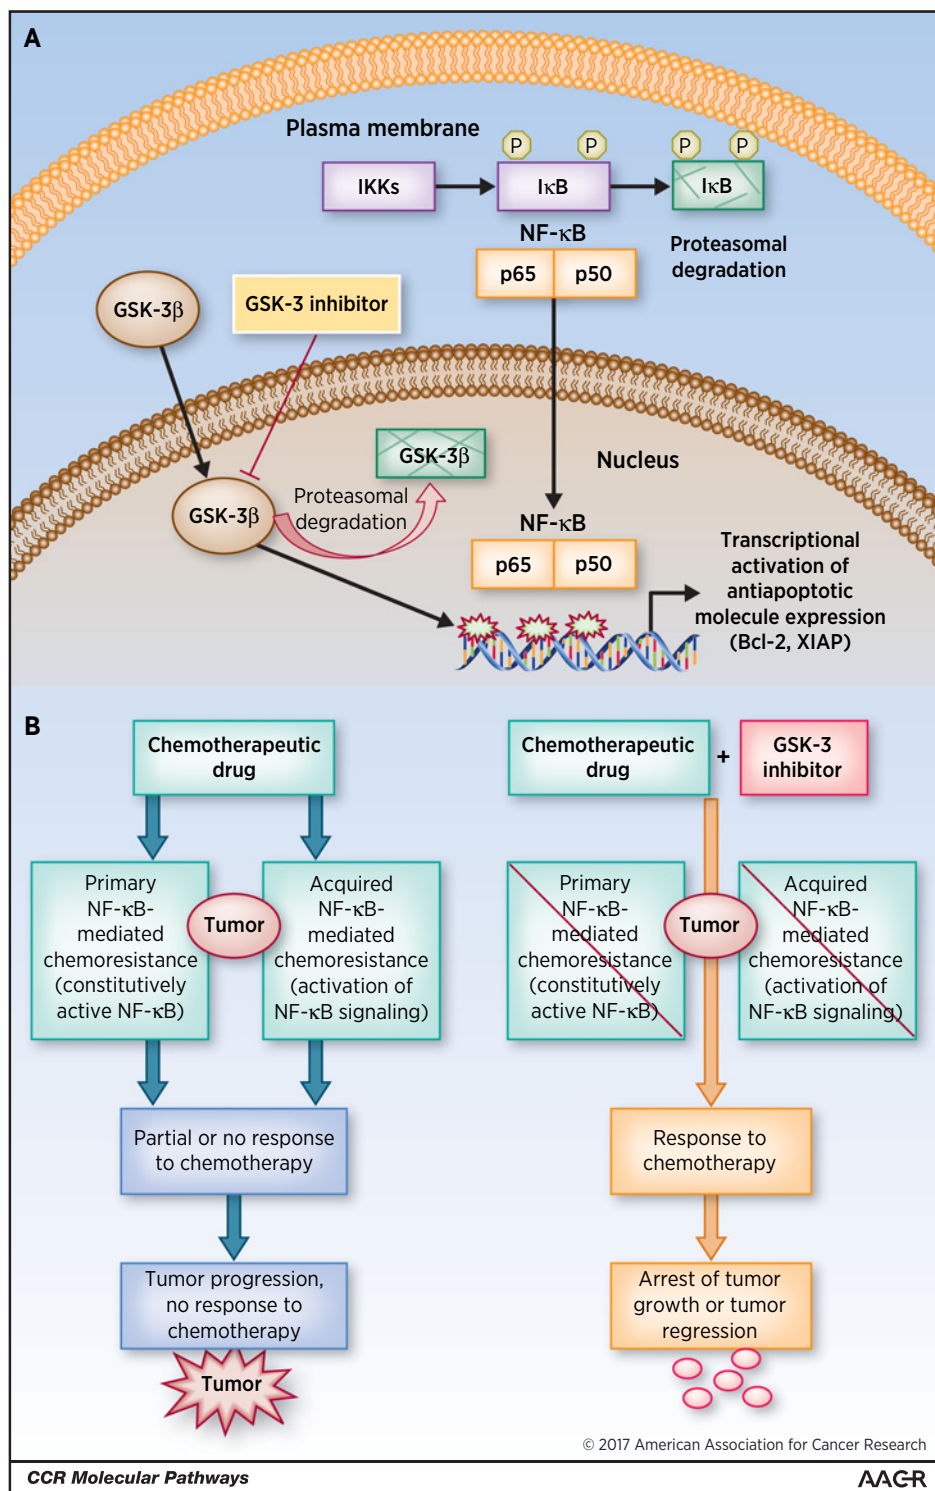 A
Plasma membrane
P
P
P
P
IKKs
IκB
IκB
NF-κB
p65
p50
Proteasomal
degradation
GSK-3β
GSK-3 inhibitor
GSK-3β
Nucleus
GSK-3β
Proteasomal
degradation
NF-κB
p65
p50
Transcriptional
activation of
antiapoptotic
molecule expression
(Bcl-2, XIAP)
B
Chemotherapeutic
drug
Primary
NF-κB-
mediated
chemoresistance
(constitutively
active NF-κB)
Tumor
Acquired
NF-κB-
mediated
chemoresistance
(activation of
NF-κB signaling)
Partial or no response
to chemotherapy
Tumor progression,
no response to
chemotherapy
Tumor
Chemotherapeutic
drug
+
GSK-3
inhibitor
Primary
NF-κB-
mediated
chemoresistance
(constitutively
active NF-κB)
Tumor
Acquired
NF-κB-
mediated
chemoresistance
(activation of
NF-κB signaling)
Response to
chemotherapy
Arrest of tumor
growth or tumor
regression
© 2017 American Association for Cancer Research
CCR Molecular Pathways
AACR